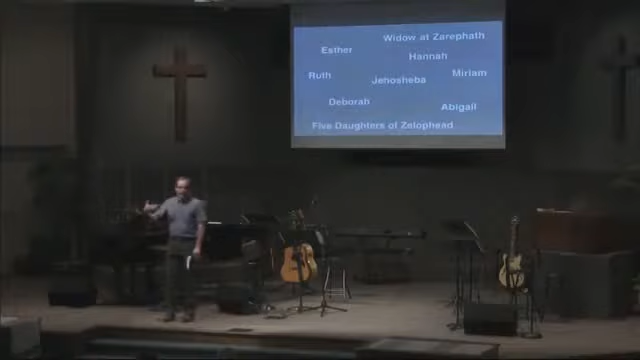 Widow at Zarephath
Esther
Hannah
Ruth
Jehosheba
Miriam
Deborah
Abigail
Five Daughters of Zelophead